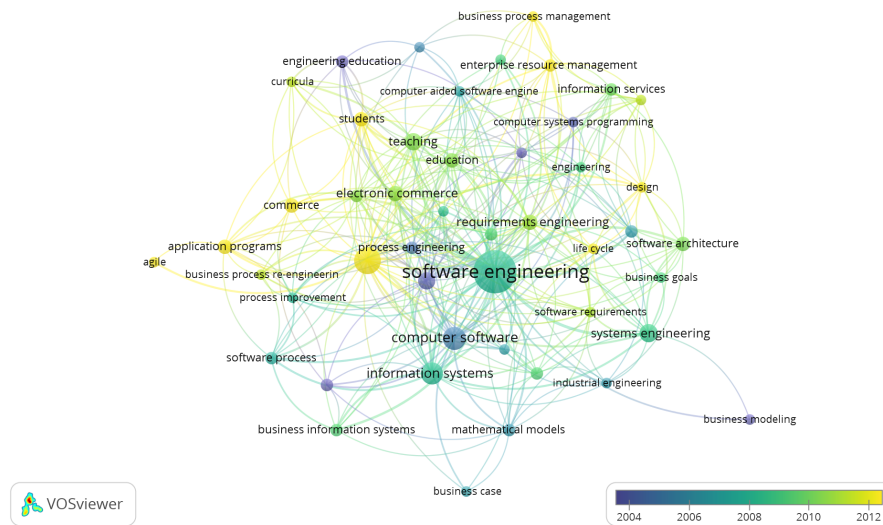 business process management
engineering education
enterprise resource management
curricula
computer aided software engine
information services
students
computer systems programming
teaching
education
engineering
design
electronic commerce
commerce
requirements engineering
application programs
process engineering
life cycle
software architecture
agile
software engineering
business process re-engineerin
business goals
process improvement
software requirements
computer software
systems engineering
software process
information systems
industrial engineering
business modeling
business information systems
mathematical models
business case
VOSviewer
2004 2006 2008 2010 2012